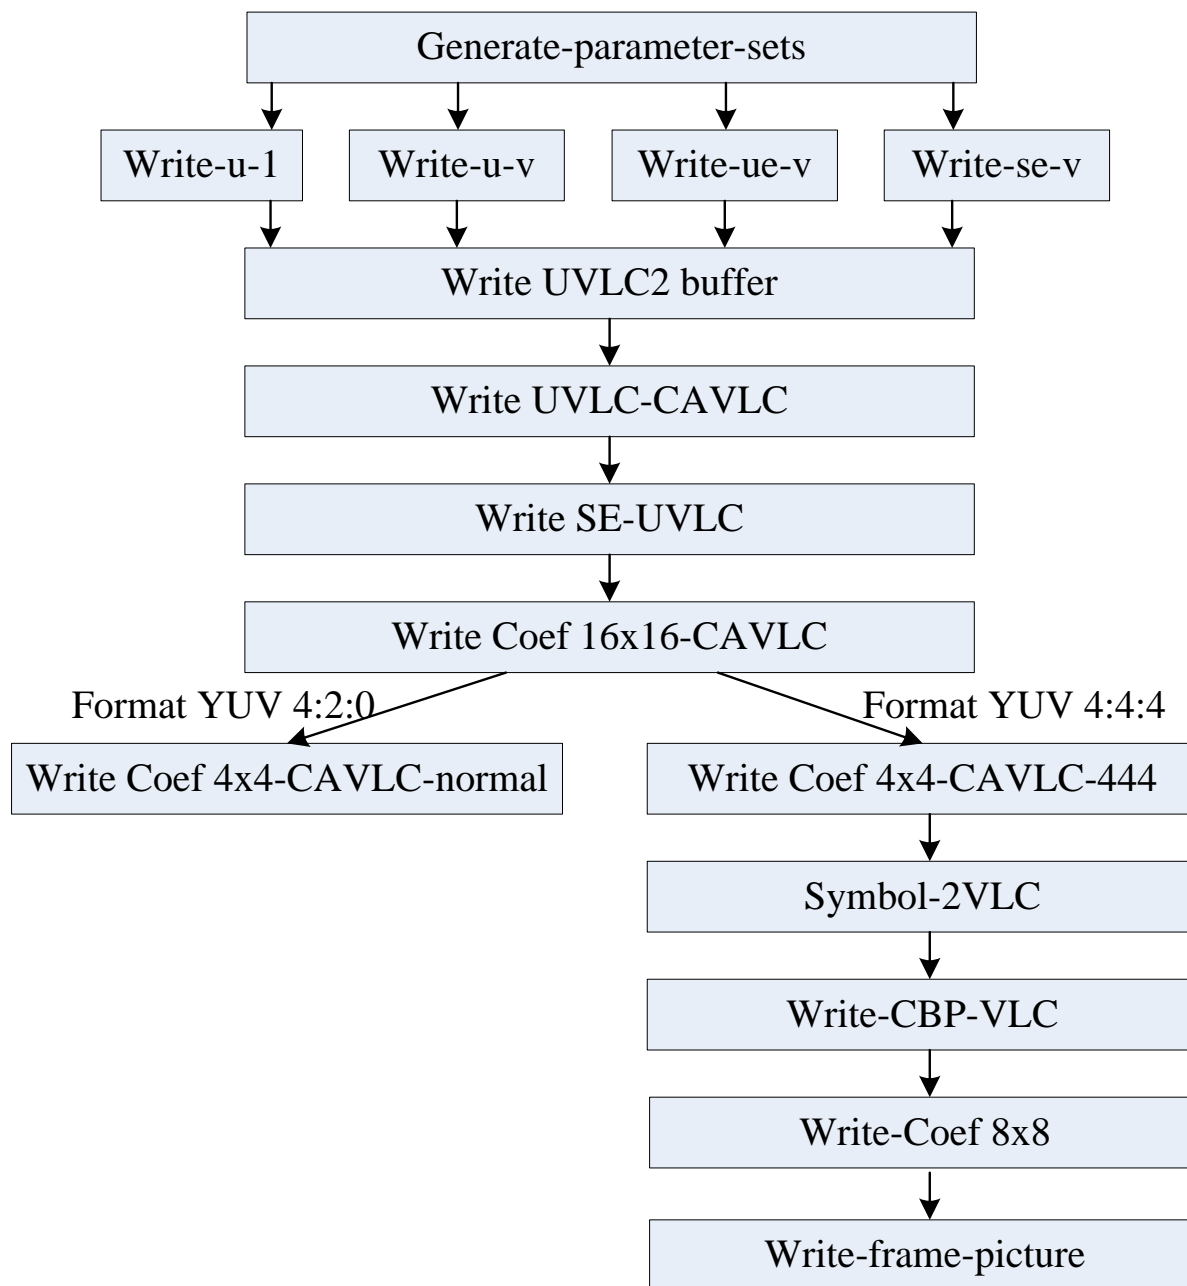 Generate-parameter-sets
Write-u-1
Write-u-v
Write-ue-v
Write-se-v
Write UVLC2 buffer
Write UVLC-CAVLC
Write SE-UVLC
Write Coef 16x16-CAVLC
Format YUV 4:2:0
Format YUV 4:4:4
Write Coef 4x4-CAVLC-normal
Write Coef 4x4-CAVLC-444
Symbol-2VLC
Write-CBP-VLC
Write-Coef 8x8
Write-frame-picture